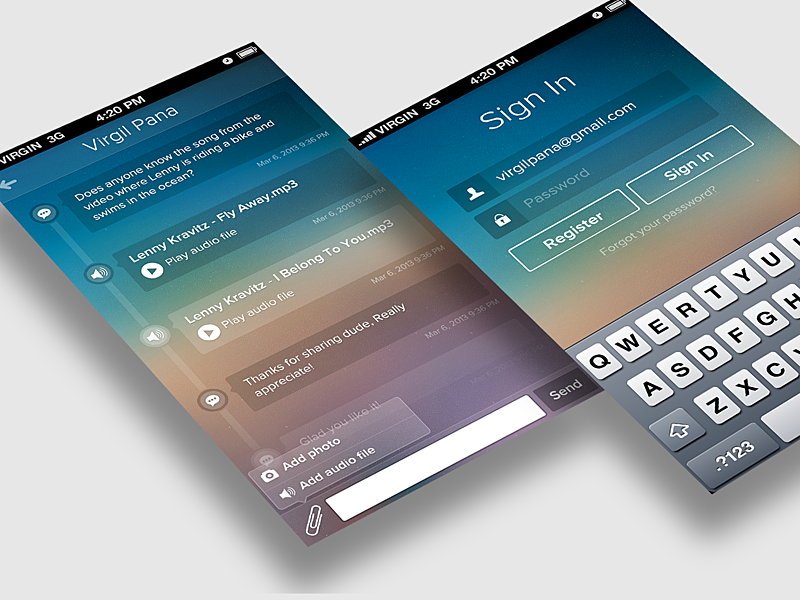 VIRGIN 3G
4:20 PM
Virgil Pana
Does anyone know the song from the
video where Lenny is riding a bike and
swims in the ocean?
Mar 6, 2013 9:36 PM
Lenny Kravitz - Fly Away.mp3
Play audio file
Mar 6, 2013 9:36 PM
Lenny Kravitz - I Belong To You.mp3
Play audio file
Mar 6, 2013 9:36 PM
Thanks for sharing dude, Really
appreciate!
Mar 6, 2013 9:36 PM
Glad you like it!
Add photo
Add audio file
Send
VIRGIN 3G
4:20 PM
Sign In
virgilpana@gmail.com
Password
Register
Sign In
Forgot your password?
Q W E R T Y U I
A S D F G H
Z X C V
.?123